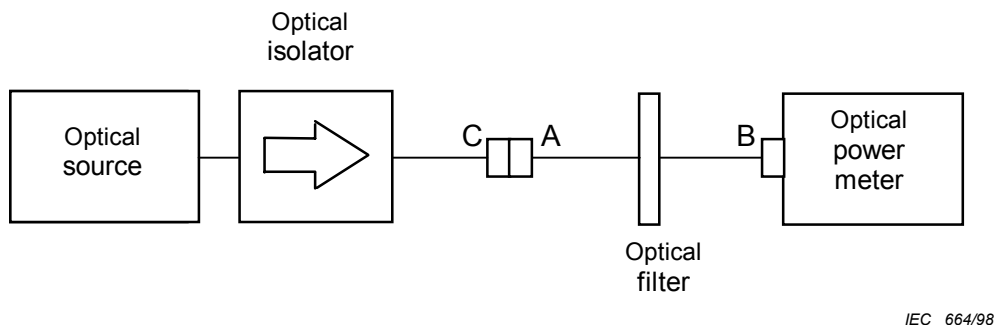 Optical
isolator
Optical
source
C
A
B
Optical
power
meter
Optical
filter
IEC 664/98